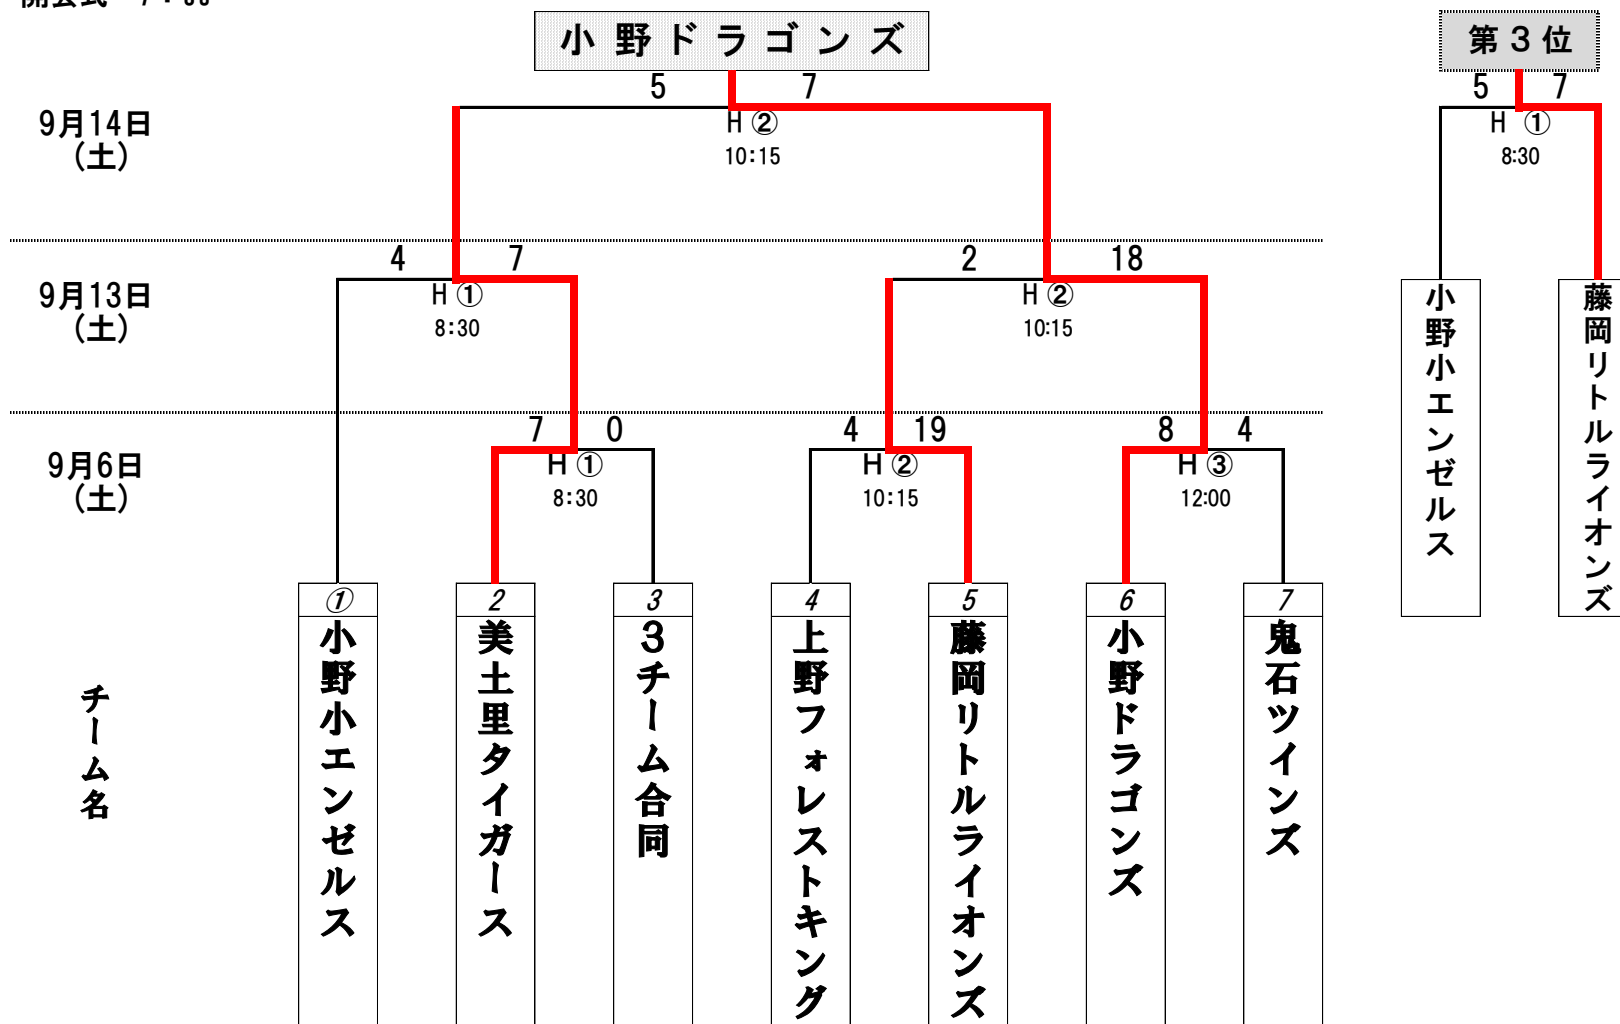 小野ドラゴンズ
第３位
5 7
5 7
9月14日
(土)
H ②
10:15
H ①
8:30
4 7
2 18
9月13日
(土)
H ①
8:30
H ②
10:15
小野小エンゼルス
藤岡リトルライオンズ
7 0
4 19
8 4
9月6日
(土)
H ①
8:30
H ②
10:15
H ③
12:00
チーム名
①
小野小エンゼルス
2
美土里タイガース
3
３チーム合同
4
上野フォレストキング
5
藤岡リトルライオンズ
6
小野ドラゴンズ
7
鬼石ツインズ